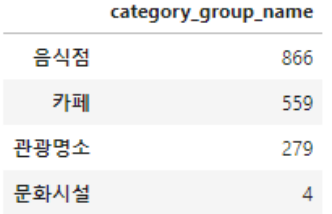 category_group_name
음식점 866
카페 559
관광명소 279
문화시설 4